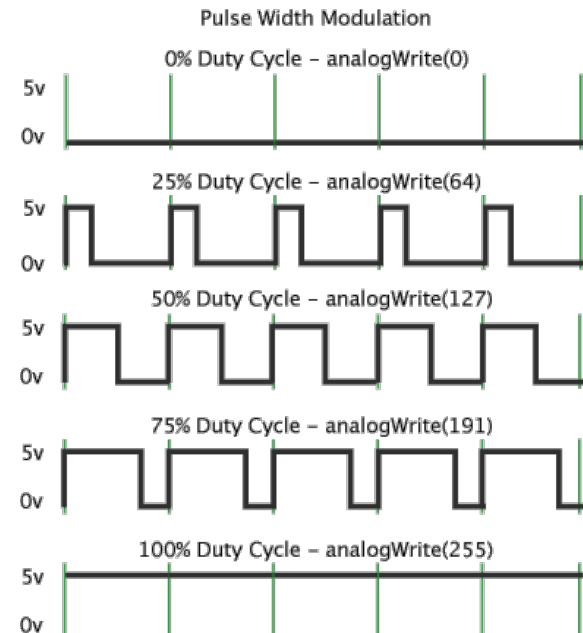 Pulse Width Modulation
0% Duty Cycle – analogWrite(0)
5v
0v
25% Duty Cycle – analogWrite(64)
5v
0v
50% Duty Cycle – analogWrite(127)
5v
0v
75% Duty Cycle – analogWrite(191)
5v
0v
100% Duty Cycle – analogWrite(255)
5v
0v